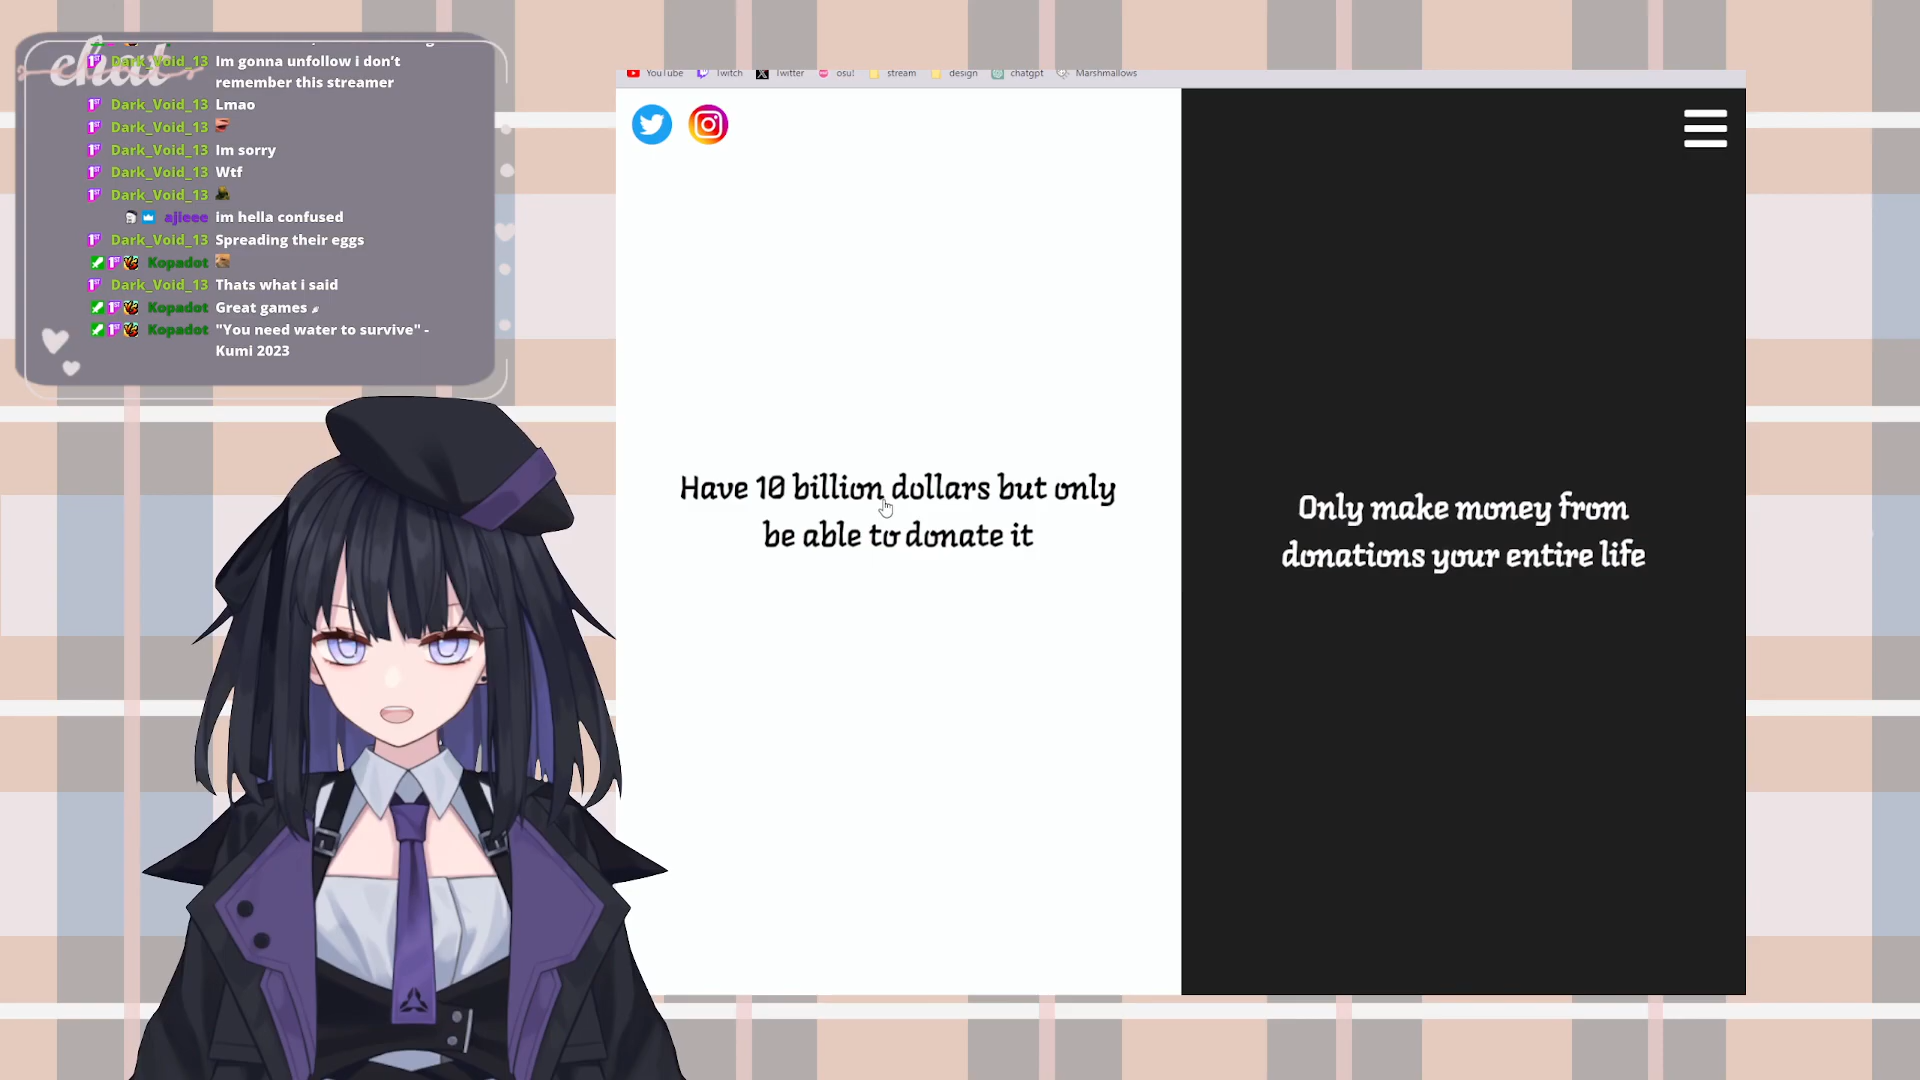 chat
Dark_Void_13 Im gonna unfollow i don't
remember this streamer
Dark_Void_13 Lmao
Dark_Void_13
Dark_Void_13 Im sorry
Dark_Void_13 Wtf
Dark_Void_13
ajieee im hella confused
Dark_Void_13 Spreading their eggs
Kopadot
Dark_Void_13 Thats what i said
Kopadot Great games
Kopadot "You need water to survive" -
Kumi 2023
YouTube Twitch Twitter osu! stream design chatgpt Marshmallows
Have 10 billion dollars but only
be able to donate it
Only make money from
donations your entire life